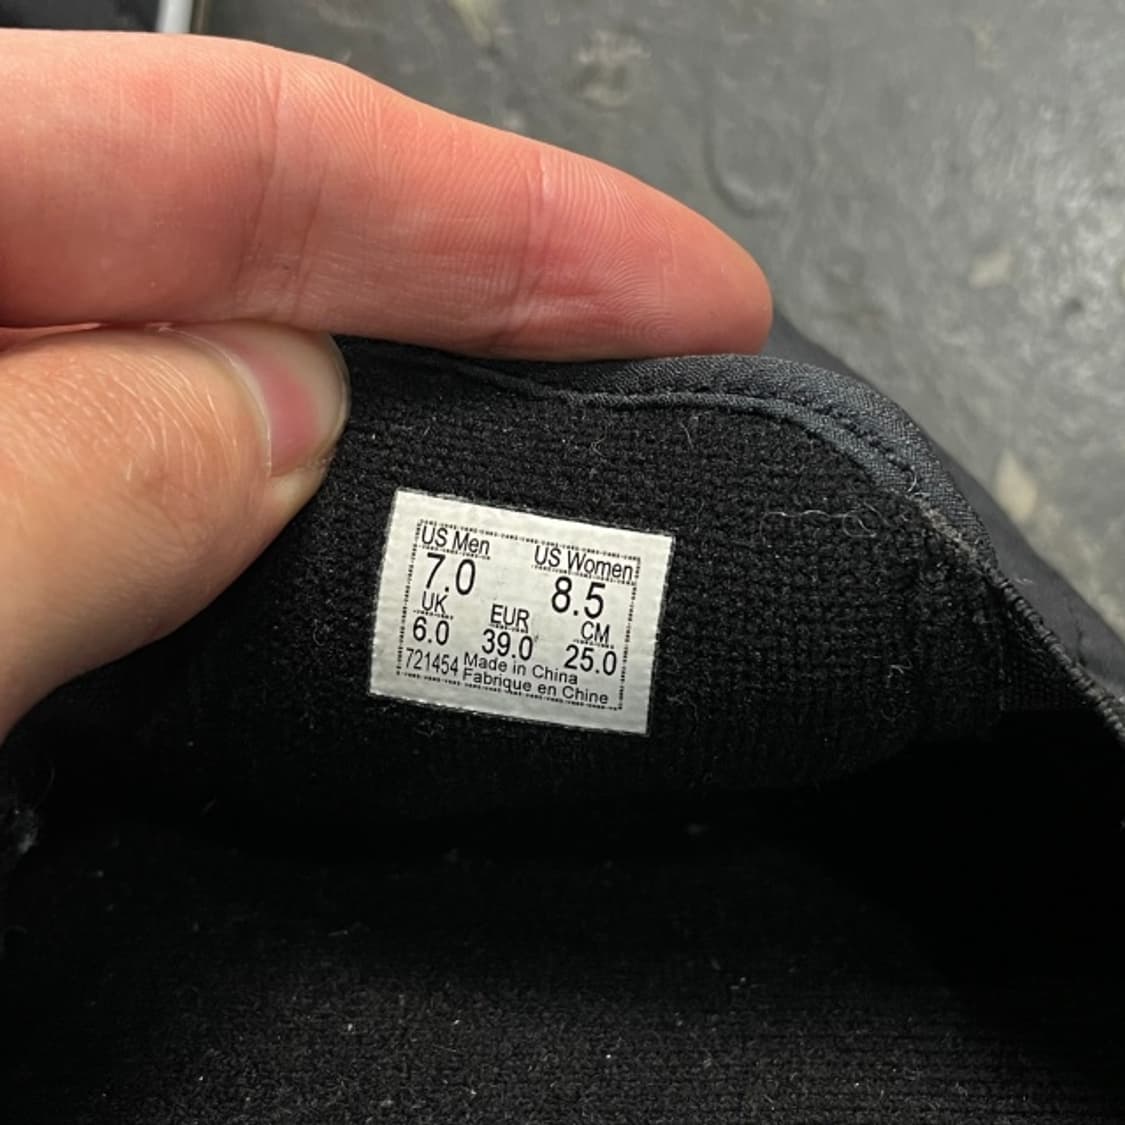 US Men US Women
7.0 8.5
UK EUR CM
6.0 39.0 25.0
721454 Made in China
Fabrique en Chine